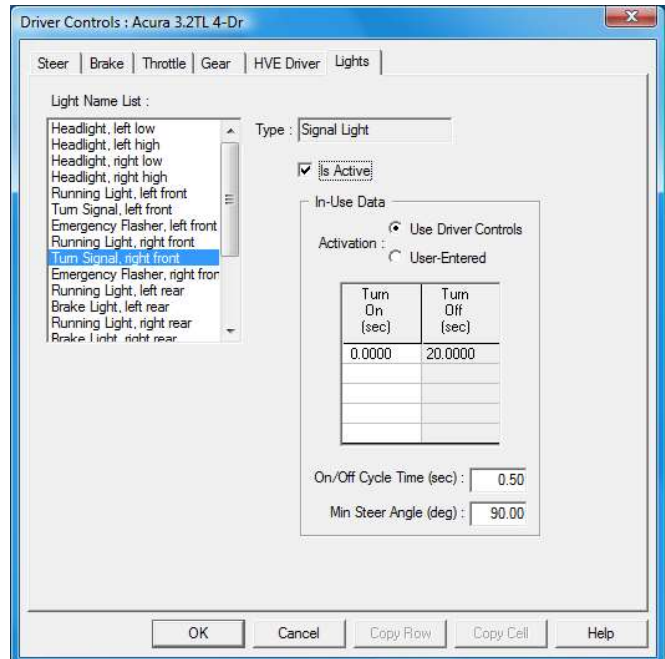 Driver Controls : Acura 3.2TL 4-Dr
Steer Brake Throttle Gear HVE Driver Lights
Light Name List :
Headlight, left low
Headlight, left high
Headlight, right low
Headlight, right high
Running Light, left front
Turn Signal, left front
Emergency Flasher, left front
Running Light, right front
Turn Signal, right front
Emergency Flasher, right fron
Running Light, left rear
Brake Light, left rear
Running Light, right rear
Brake Light, right rear
Type : Signal Light
Is Active
In-Use Data
Activation :
Use Driver Controls
User-Entered
Turn On (sec) Turn Off (sec)
0.0000 20.0000
On/Off Cycle Time (sec) : 0.50
Min Steer Angle (deg) : 90.00
OK Cancel Copy Row Copy Cell Help